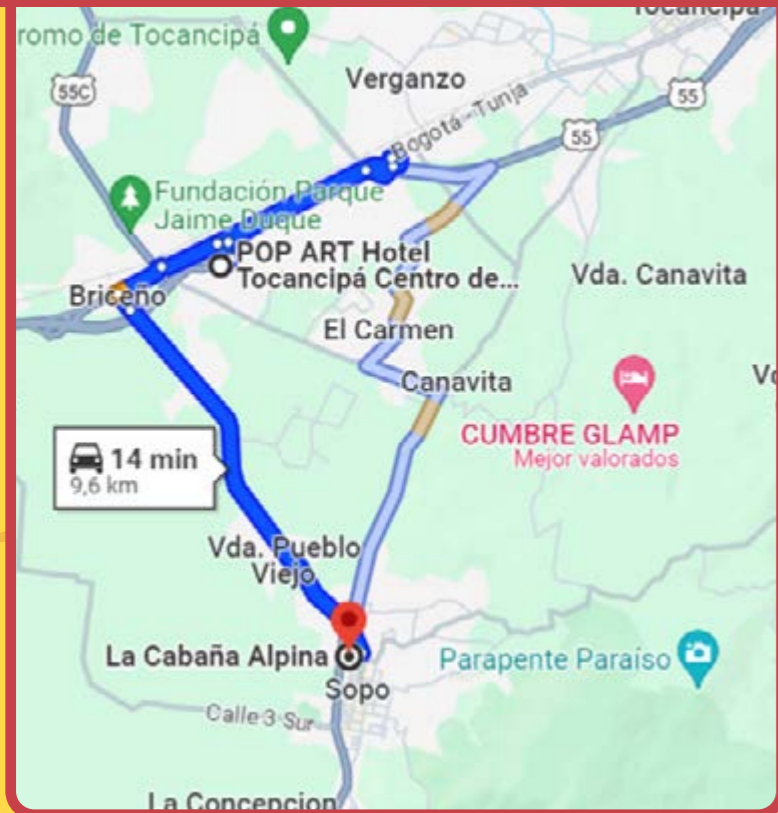 Tocancipá
romo de Tocancipá
Verganzo
55C
55
Bogotá - Tunja
55
Fundación Parque
Jaime Duque
POP ART Hotel
Tocancipá Centro de...
Briceño
Vda. Canavita
El Carmen
Canavita
CUMBRE GLAMP
Mejor valorados
14 min
9,6 km
Vda. Pueblo
Viejo
La Cabaña Alpina
Parapente Paraíso
Sopo
Calle 3 Sur
La Concepcion